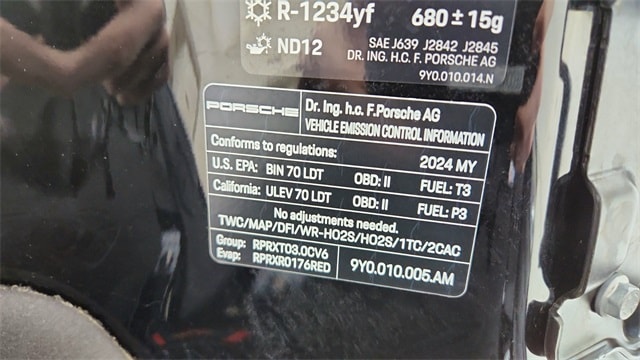 R-1234yf 680 ± 15g
ND12 SAE J639 J2842 J2845
DR. ING. H.C. F. PORSCHE AG
9Y0.010.014.N
PORSCHE Dr. Ing. h.c. F.Porsche AG
VEHICLE EMISSION CONTROL INFORMATION
Conforms to regulations: 2024 MY
U.S. EPA: BIN 70 LDT OBD: II FUEL: T3
California: ULEV 70 LDT OBD: II FUEL: P3
No adjustments needed.
TWC/MAP/DFI/WR-HO2S/HO2S/1TC/2CAC
Group: RPRXT03.0CV6
Evap: RPRXR0176RED 9Y0.010.005.AM